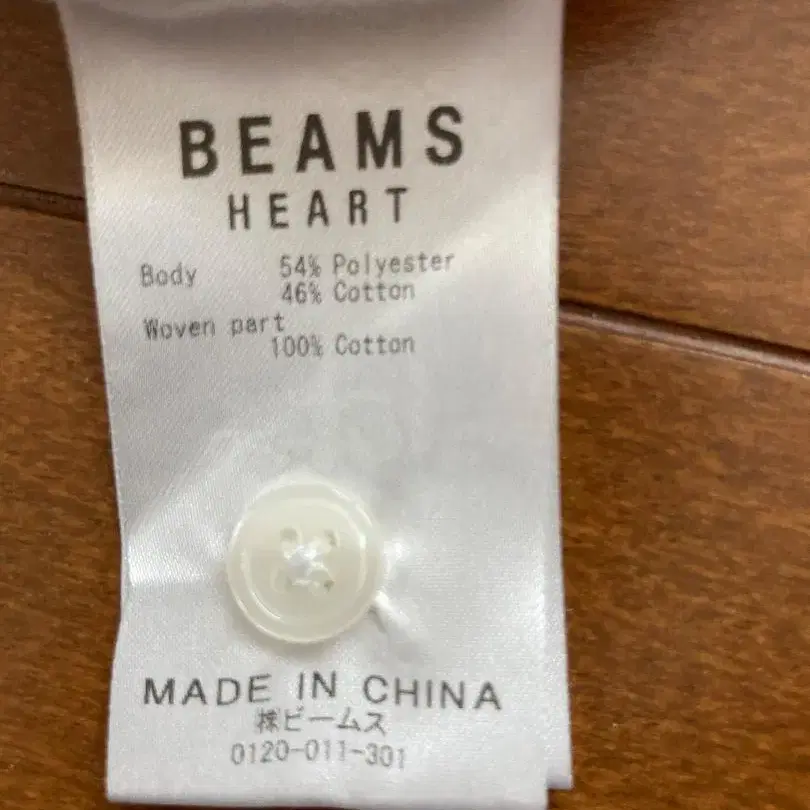 BEAMS
HEART
Body 54% Polyester
46% Cotton
Woven part
100% Cotton
MADE IN CHINA
㈱ビームス
0120-011-301